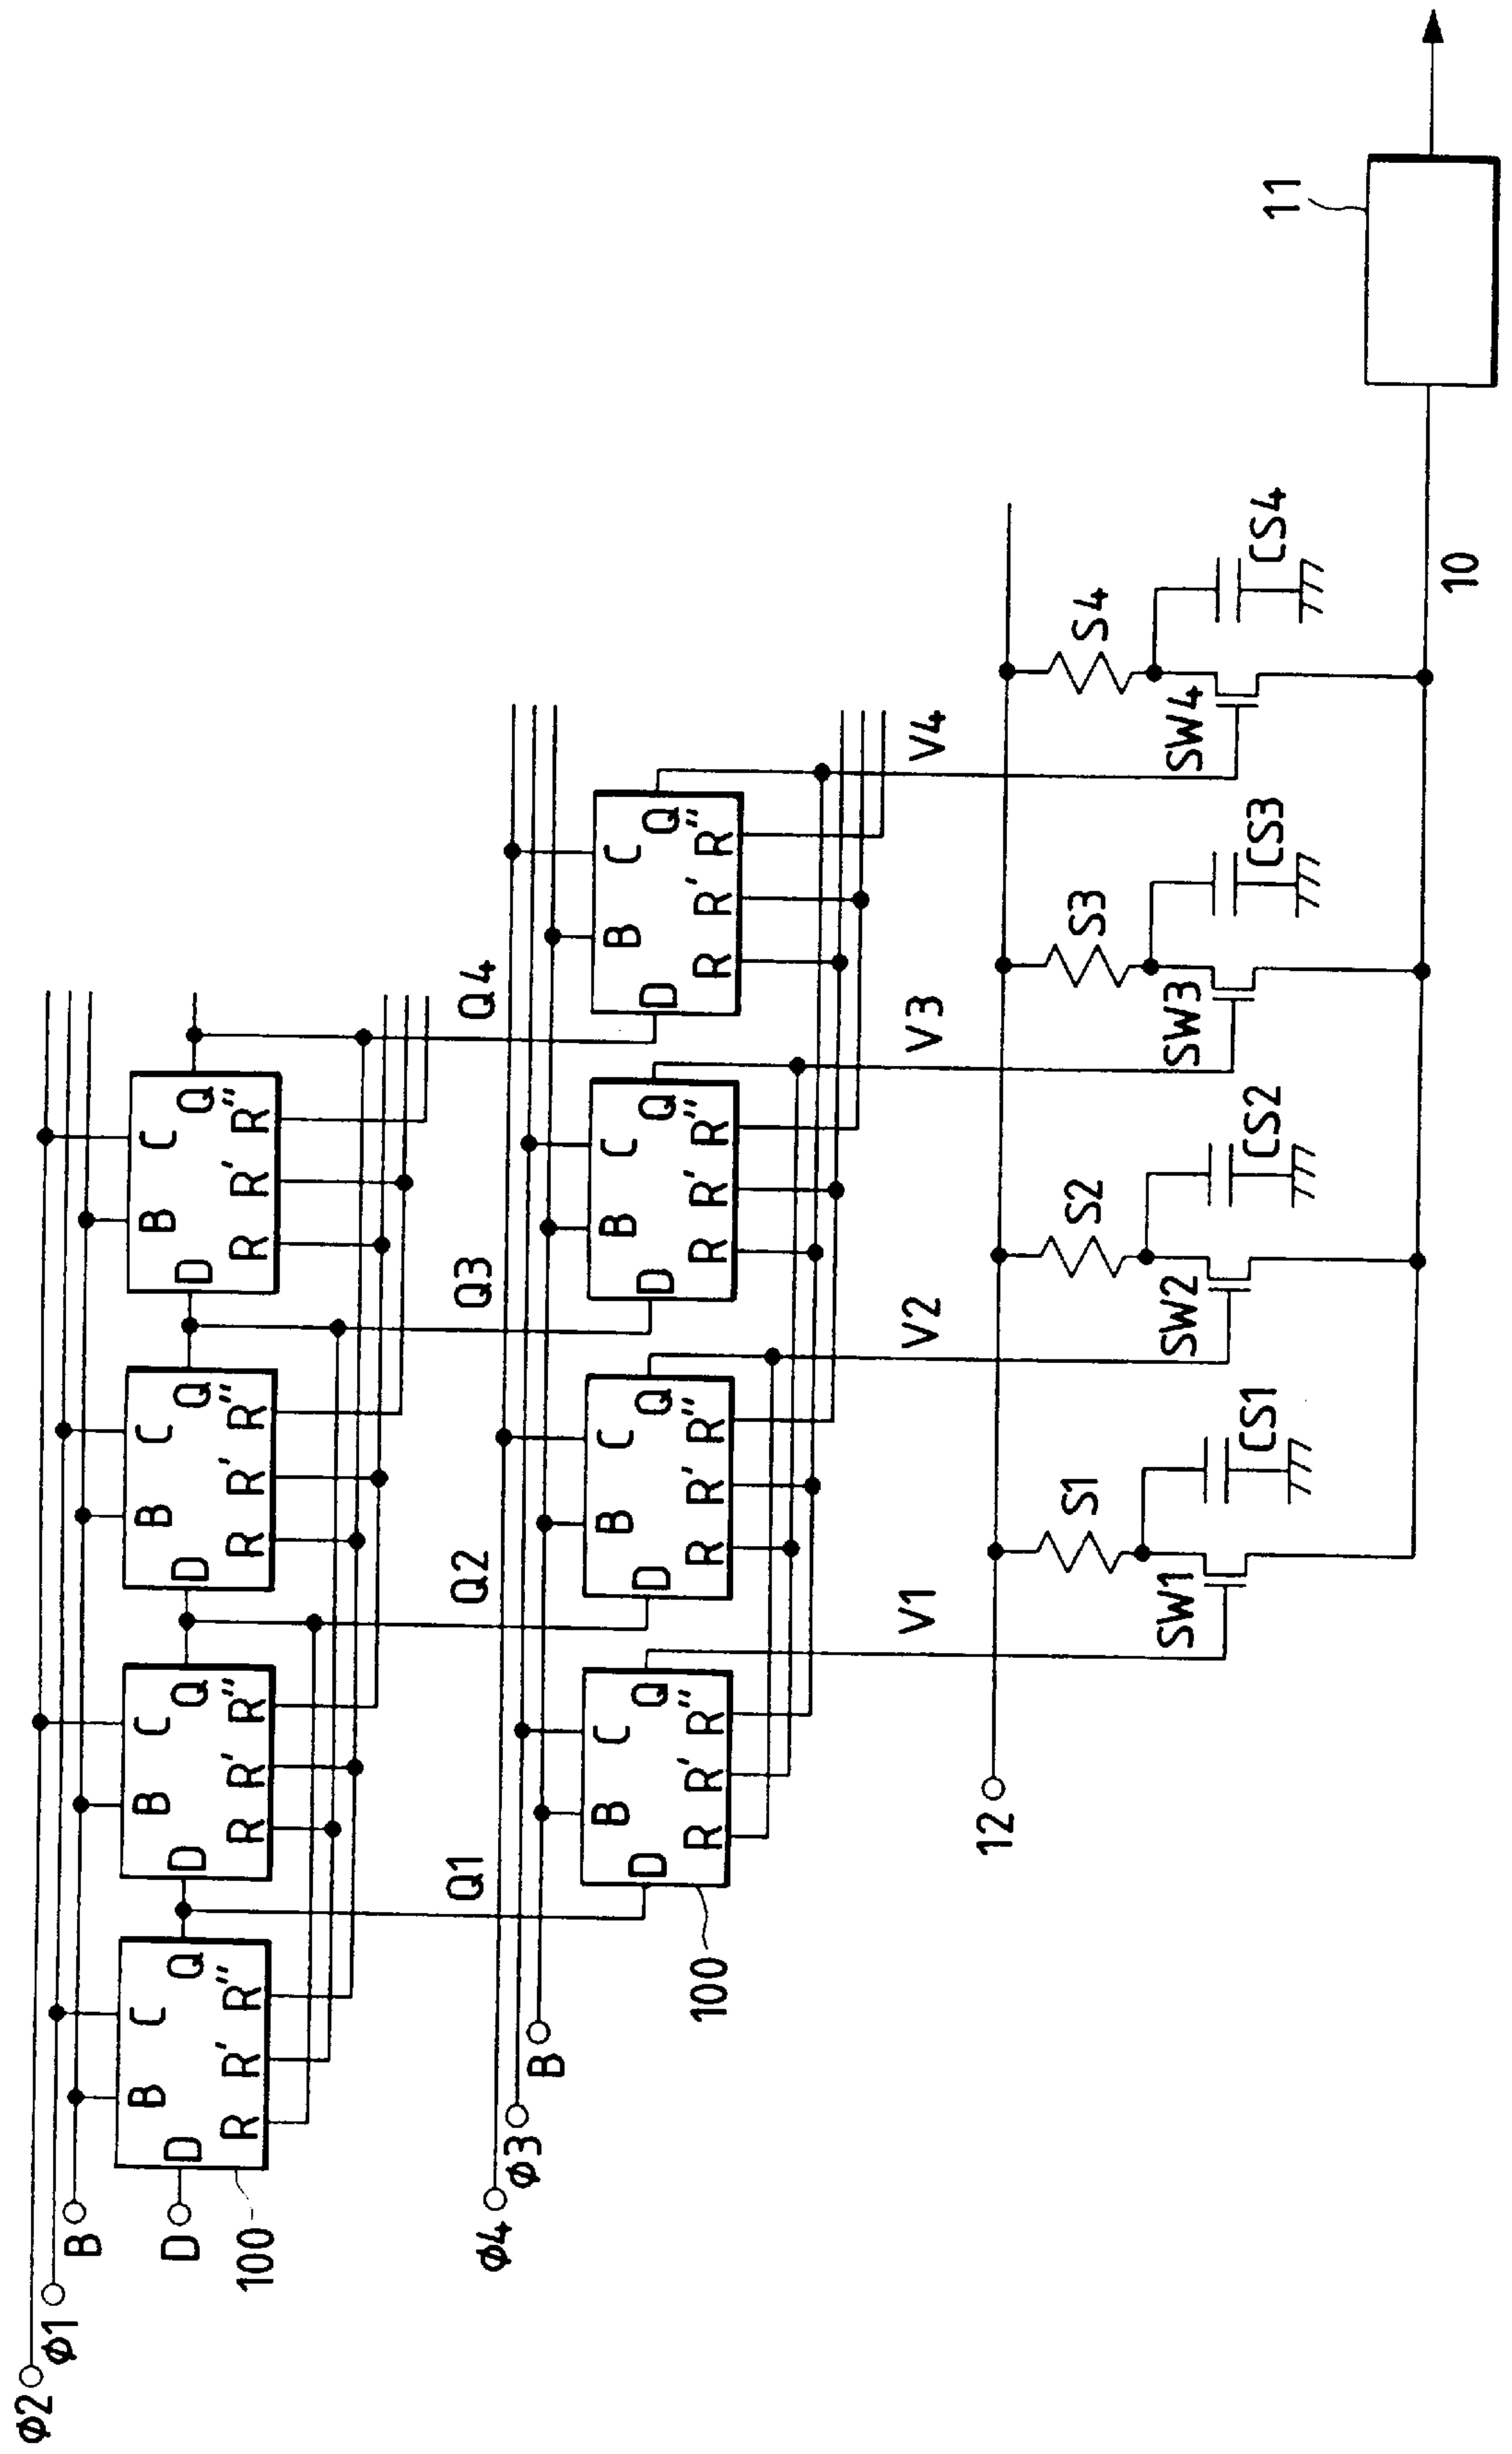 φ2
φ1
B
D
100
B C D Q R R' R''
B C D Q R R' R''
B C D Q R R' R''
B C D Q R R' R''
Q1
Q2
Q3
Q4
φ4
φ3
B
100
B C D Q R R' R''
B C D Q R R' R''
B C D Q R R' R''
B C D Q R R' R''
V1
V2
V3
V4
12
S1
S2
S3
S4
SW1
CS1
SW2
CS2
SW3
CS3
SW4
CS4
10
11